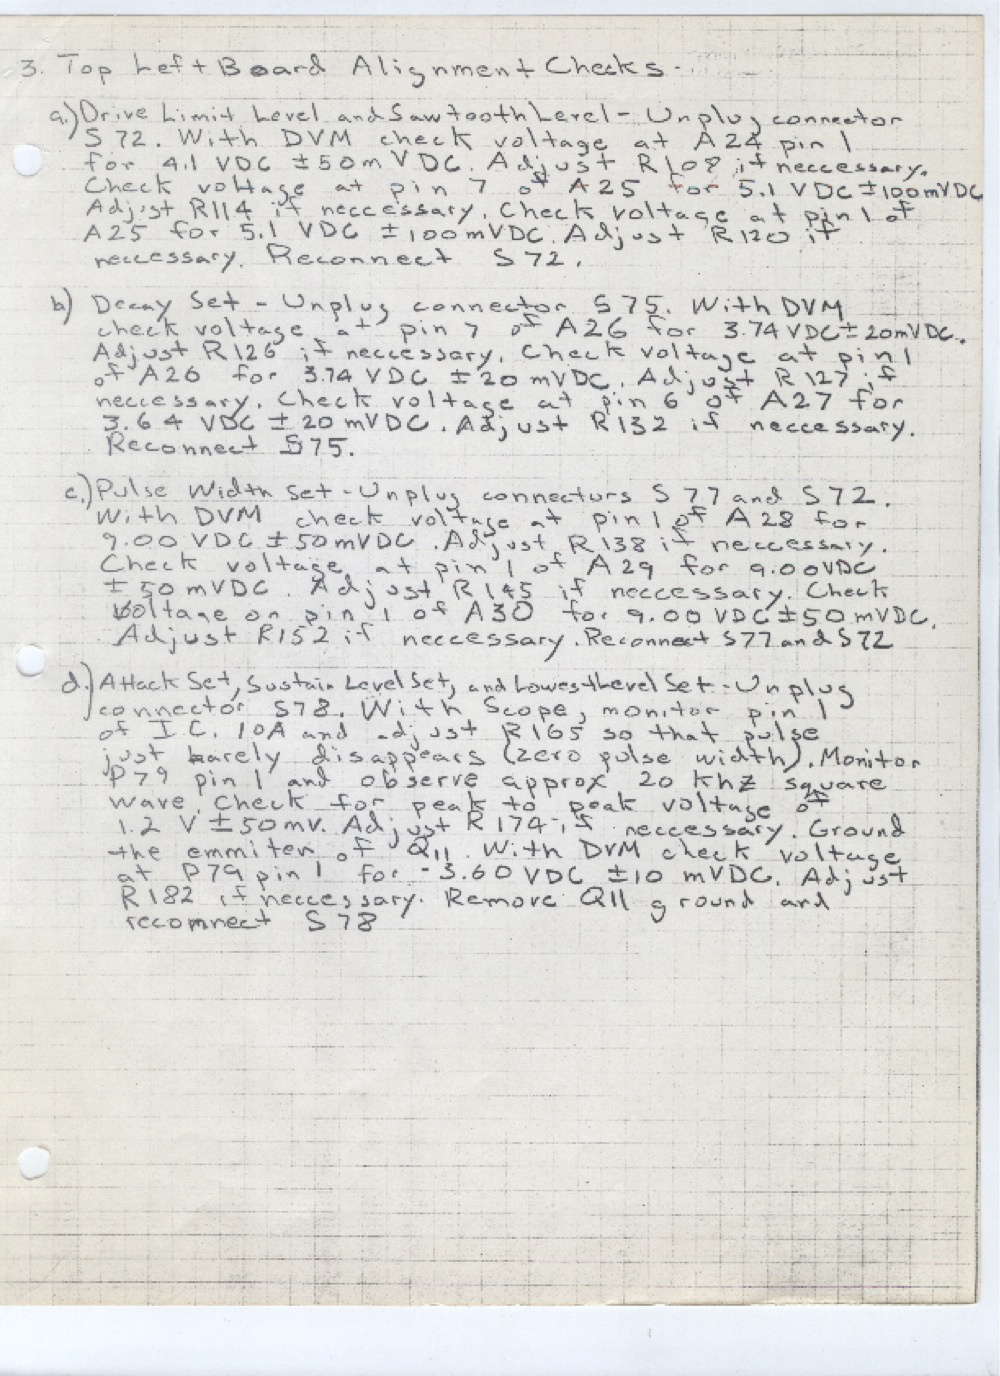 3. Top Left Board Alignment Checks -
a.) Drive Limit Level and Sawtooth Level - Unplug connector
S 72. With DVM check voltage at A24 pin 1
for 4.1 VDC ±50m VDC. Adjust R108 if neccessary.
Check voltage at pin 7 of A25 for 5.1 VDC ±100mVDC
Adjust R114 if neccessary. Check voltage at pin 1 of
A25 for 5.1 VDC ±100mVDC. Adjust R120 if
neccessary. Reconnect S72.
b) Decay Set - Unplug connector S75. With DVM
check voltage at pin 7 of A26 for 3.74 VDC ± 20mVDC.
Adjust R126 if neccessary. Check voltage at pin 1
of A26 for 3.74 VDC ±20 mVDC. Adjust R127 if
neccessary. Check voltage at pin 6 of A27 for
3.64 VDC ±20 mVDC. Adjust R132 if neccessary.
Reconnect S75.
c.) Pulse Width Set - Unplug connectors S77 and S72.
With DVM check voltage at pin 1 of A28 for
9.00 VDC ±50mVDC. Adjust R138 if neccessary.
Check voltage at pin 1 of A29 for 9.00VDC
±50mVDC. Adjust R145 if neccessary. Check
Voltage on pin 1 of A30 for 9.00 VDC ±50mVDC.
Adjust R152 if neccessary. Reconnect S77 and S72
d.) Attack Set, Sustain Level Set, and Lowest Level Set - Unplug
connector S78. With Scope, monitor pin 1
of I.C. 10A and adjust R165 so that pulse
just barely disappears (zero pulse width). Monitor
P79 pin 1 and observe approx 20 khz square
wave. Check for peak to peak voltage of
1.2 V ±50mv. Adjust R174 if neccessary. Ground
the emmiter of Q11. With DVM check voltage
at P79 pin 1 for -3.60 VDC ±10 mVDC. Adjust
R182 if neccessary. Remove Q11 ground and
reconnect S78